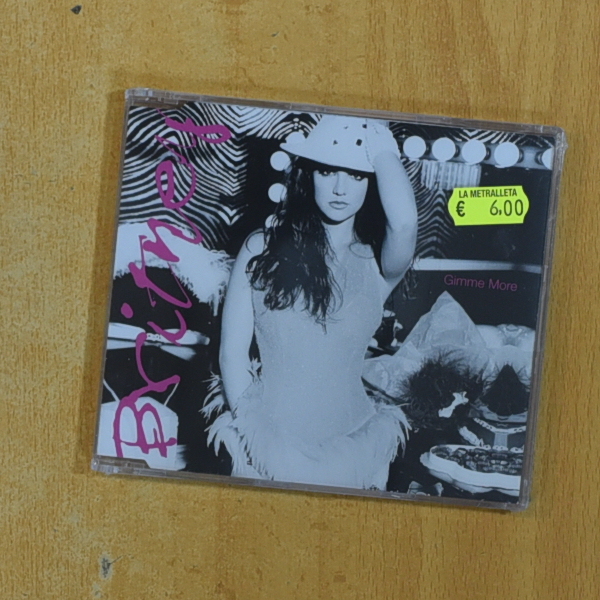 Britney
LA METRALLETA
€ 6,00
Gimme More